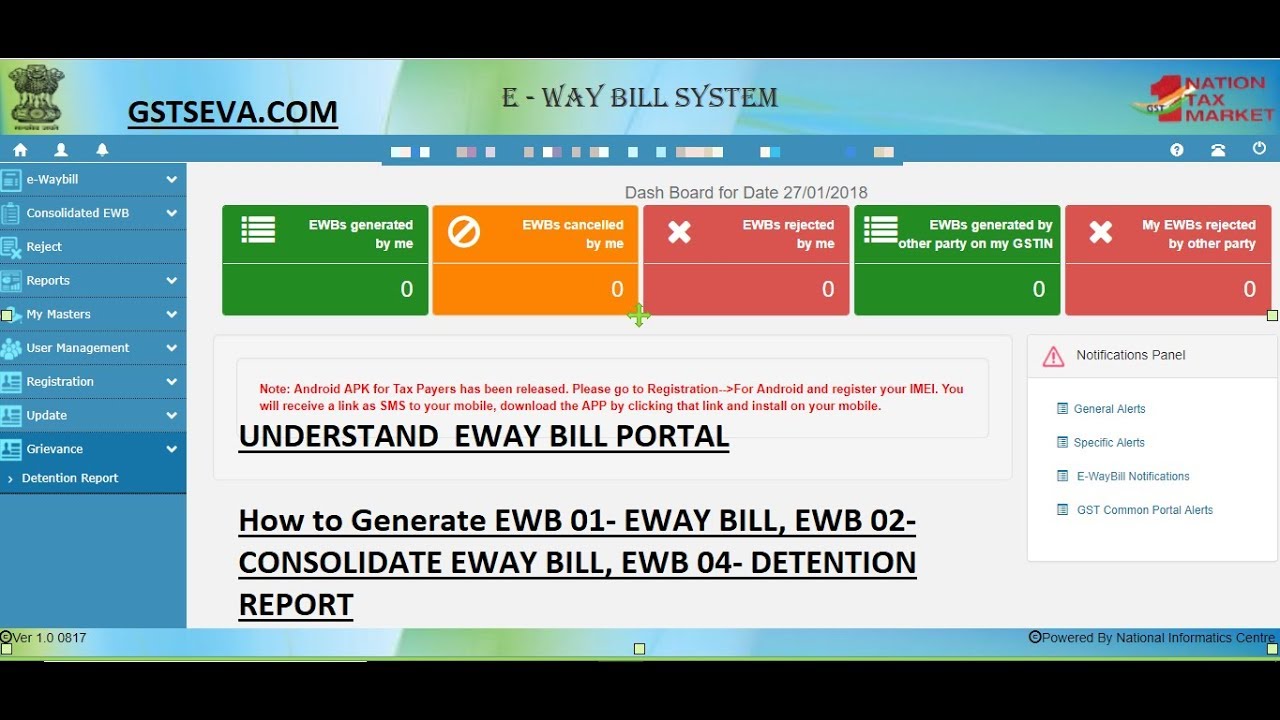 GSTSEVA.COM
E - WAY BILL SYSTEM
NATION
TAX
MARKET
GST
e-Waybill
Consolidated EWB
Reject
Reports
My Masters
User Management
Registration
Update
Grievance
Detention Report
Dash Board for Date 27/01/2018
EWBs generated
by me
0
EWBs cancelled
by me
0
EWBs rejected
by me
0
EWBs generated by
other party on my GSTIN
0
My EWBs rejected
by other party
0
Note: Android APK for Tax Payers has been released. Please go to Registration-->For Android and register your IMEI. You
will receive a link as SMS to your mobile, download the APP by clicking that link and install on your mobile.
UNDERSTAND EWAY BILL PORTAL
How to Generate EWB 01- EWAY BILL, EWB 02-
CONSOLIDATE EWAY BILL, EWB 04- DETENTION
REPORT
Notifications Panel
General Alerts
Specific Alerts
E-WayBill Notifications
GST Common Portal Alerts
©Ver 1.0 0817
©Powered By National Informatics Centre